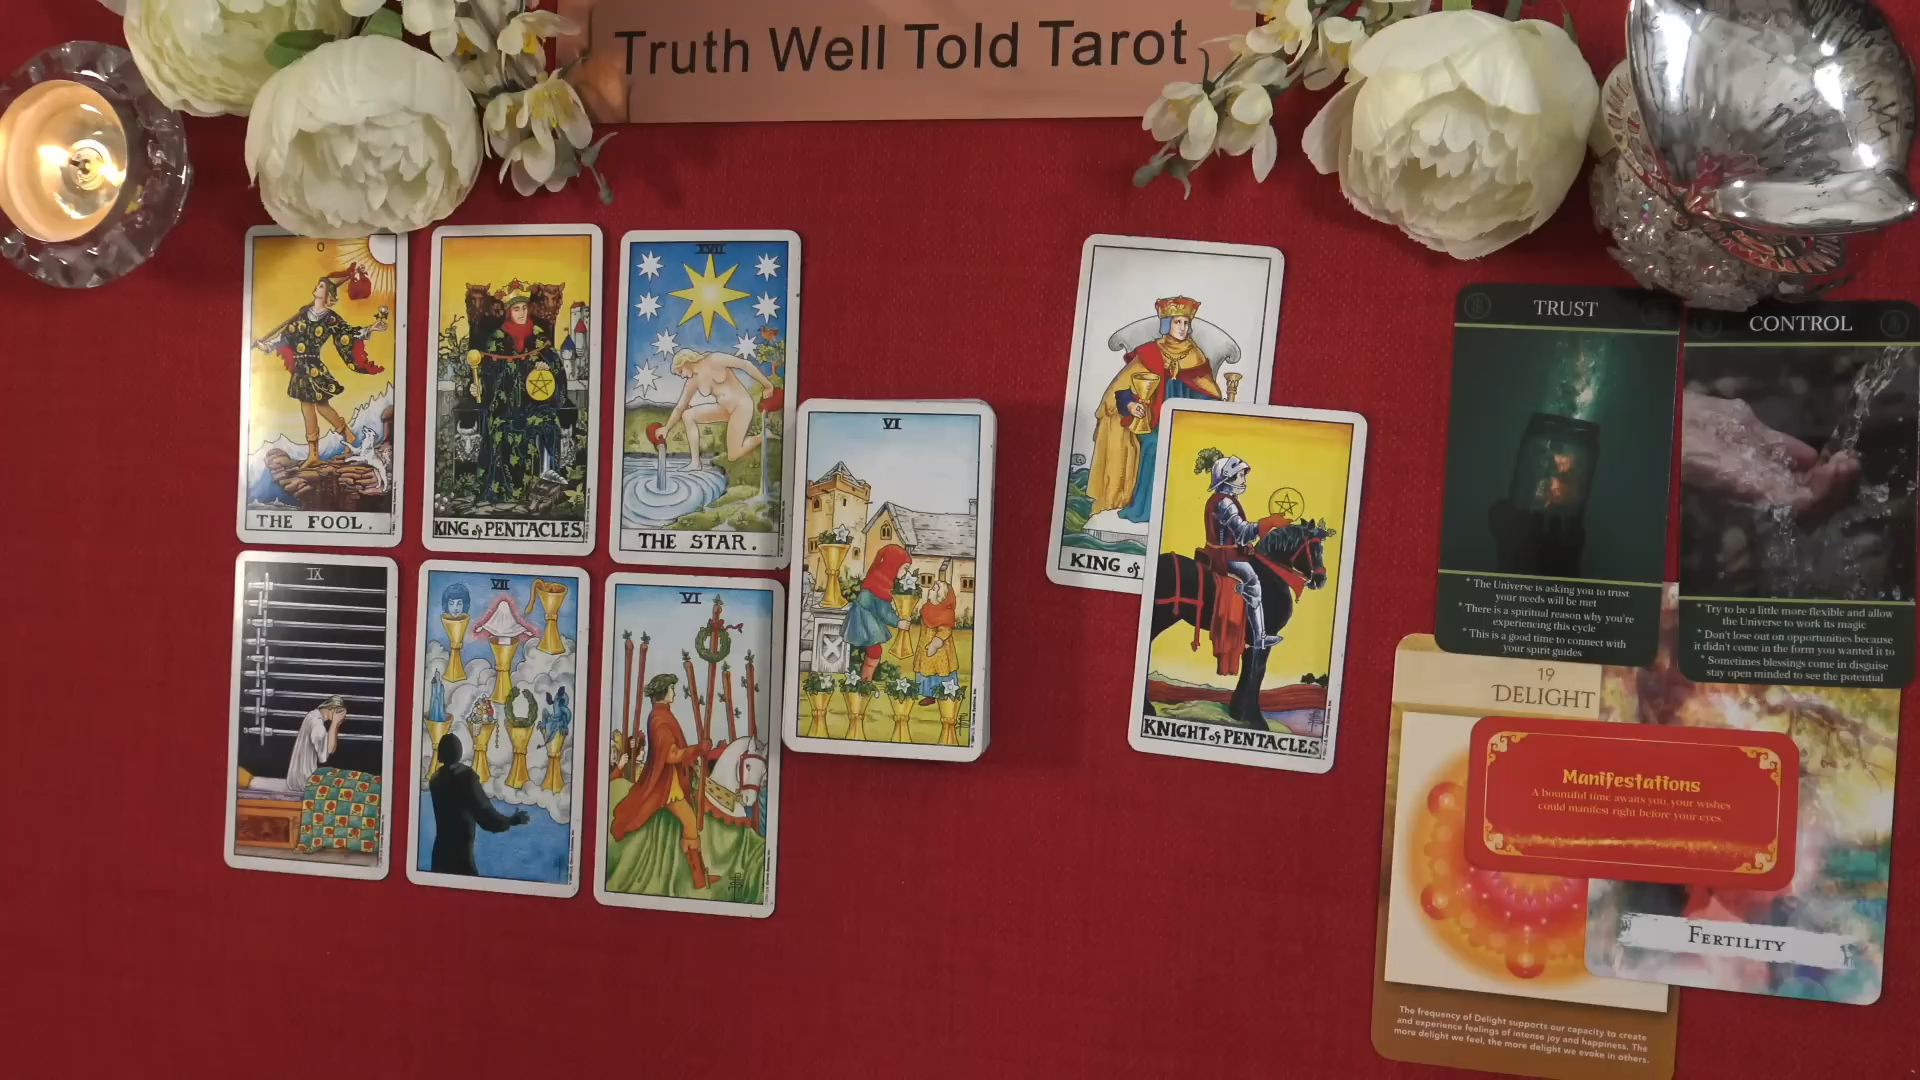 Truth Well Told Tarot
0
THE FOOL.
KING of PENTACLES
XVII
THE STAR.
IX
VII
VI
VI
KING of
KNIGHT of PENTACLES
TRUST
* The Universe is asking you to trust
your needs will be met
* There is a spiritual reason why you're
experiencing this cycle
* This is a good time to connect with
your spirit guides
CONTROL
* Try to be a little more flexible and allow
the Universe to work its magic
* Don't lose out on opportunines because
it didn't come in the form you wanted it to
* Sometimes blessings come in disguise
stay open minded to see the potential
19
DELIGHT
Manifestations
A bountiful time awaits you, your wishes
could manifest right before your eyes.
FERTILITY
The frequency of Delight supports our capacity to create
and experience feelings of intense joy and happiness. The
more delight we feel, the more delight we evoke in others.